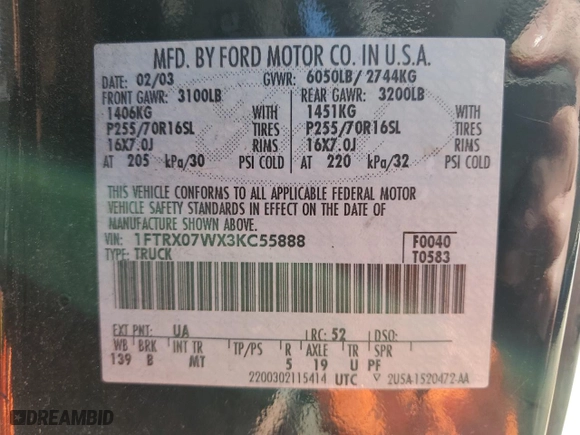 MFD. BY FORD MOTOR CO. IN U.S.A.
DATE: 02/03 GVWR: 6050LB/ 2744KG
FRONT GAWR: 3100LB REAR GAWR: 3200LB
1406KG WITH 1451KG WITH
P255/70R16SL TIRES P255/70R16SL TIRES
16X7.0J RIMS 16X7.0J RIMS
AT 205 kPa/30 PSI COLD AT 220 kPa/32 PSI COLD
THIS VEHICLE CONFORMS TO ALL APPLICABLE FEDERAL MOTOR
VEHICLE SAFETY STANDARDS IN EFFECT ON THE DATE OF
MANUFACTURE SHOWN ABOVE.
VIN: 1FTRX07WX3KC55888 F0040
TYPE: TRUCK T0583
EXT PNT: UA RC: 52 DSO:
WB BRK INT TR TP/PS R AXLE TR SPR
139 B MT 5 19 U PF
2200302115414 UTC 2U5A-1520472-AA
DREAMBID